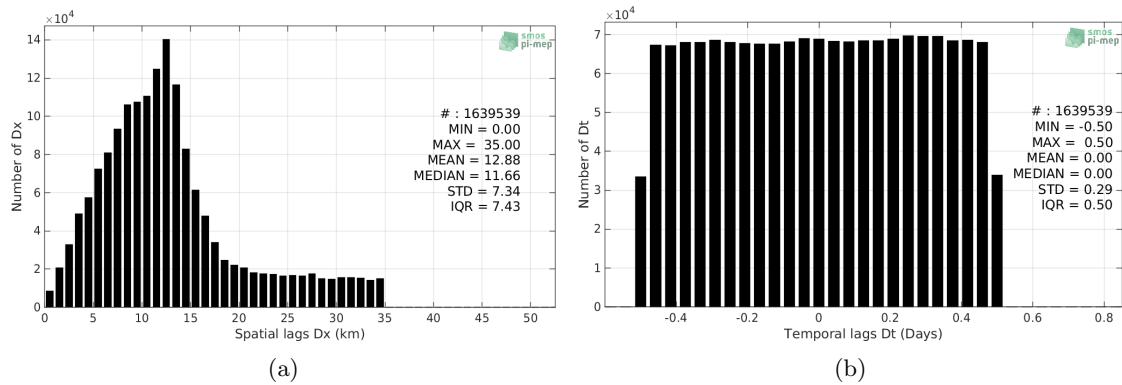 ×10⁴
14
12
10
8
6
4
2
0
Number of Dx
smos
pi-mep
# : 1639539
MIN = 0.00
MAX = 35.00
MEAN = 12.88
MEDIAN = 11.66
STD = 7.34
IQR = 7.43
0 5 10 15 20 25 30 35 40 45 50
Spatial lags Dx (km)
(a)
×10⁴
7
6
5
4
3
2
1
0
Number of Dt
smos
pi-mep
# : 1639539
MIN = -0.50
MAX = 0.50
MEAN = 0.00
MEDIAN = 0.00
STD = 0.29
IQR = 0.50
-0.4 -0.2 0 0.2 0.4 0.6 0.8
Temporal lags Dt (Days)
(b)